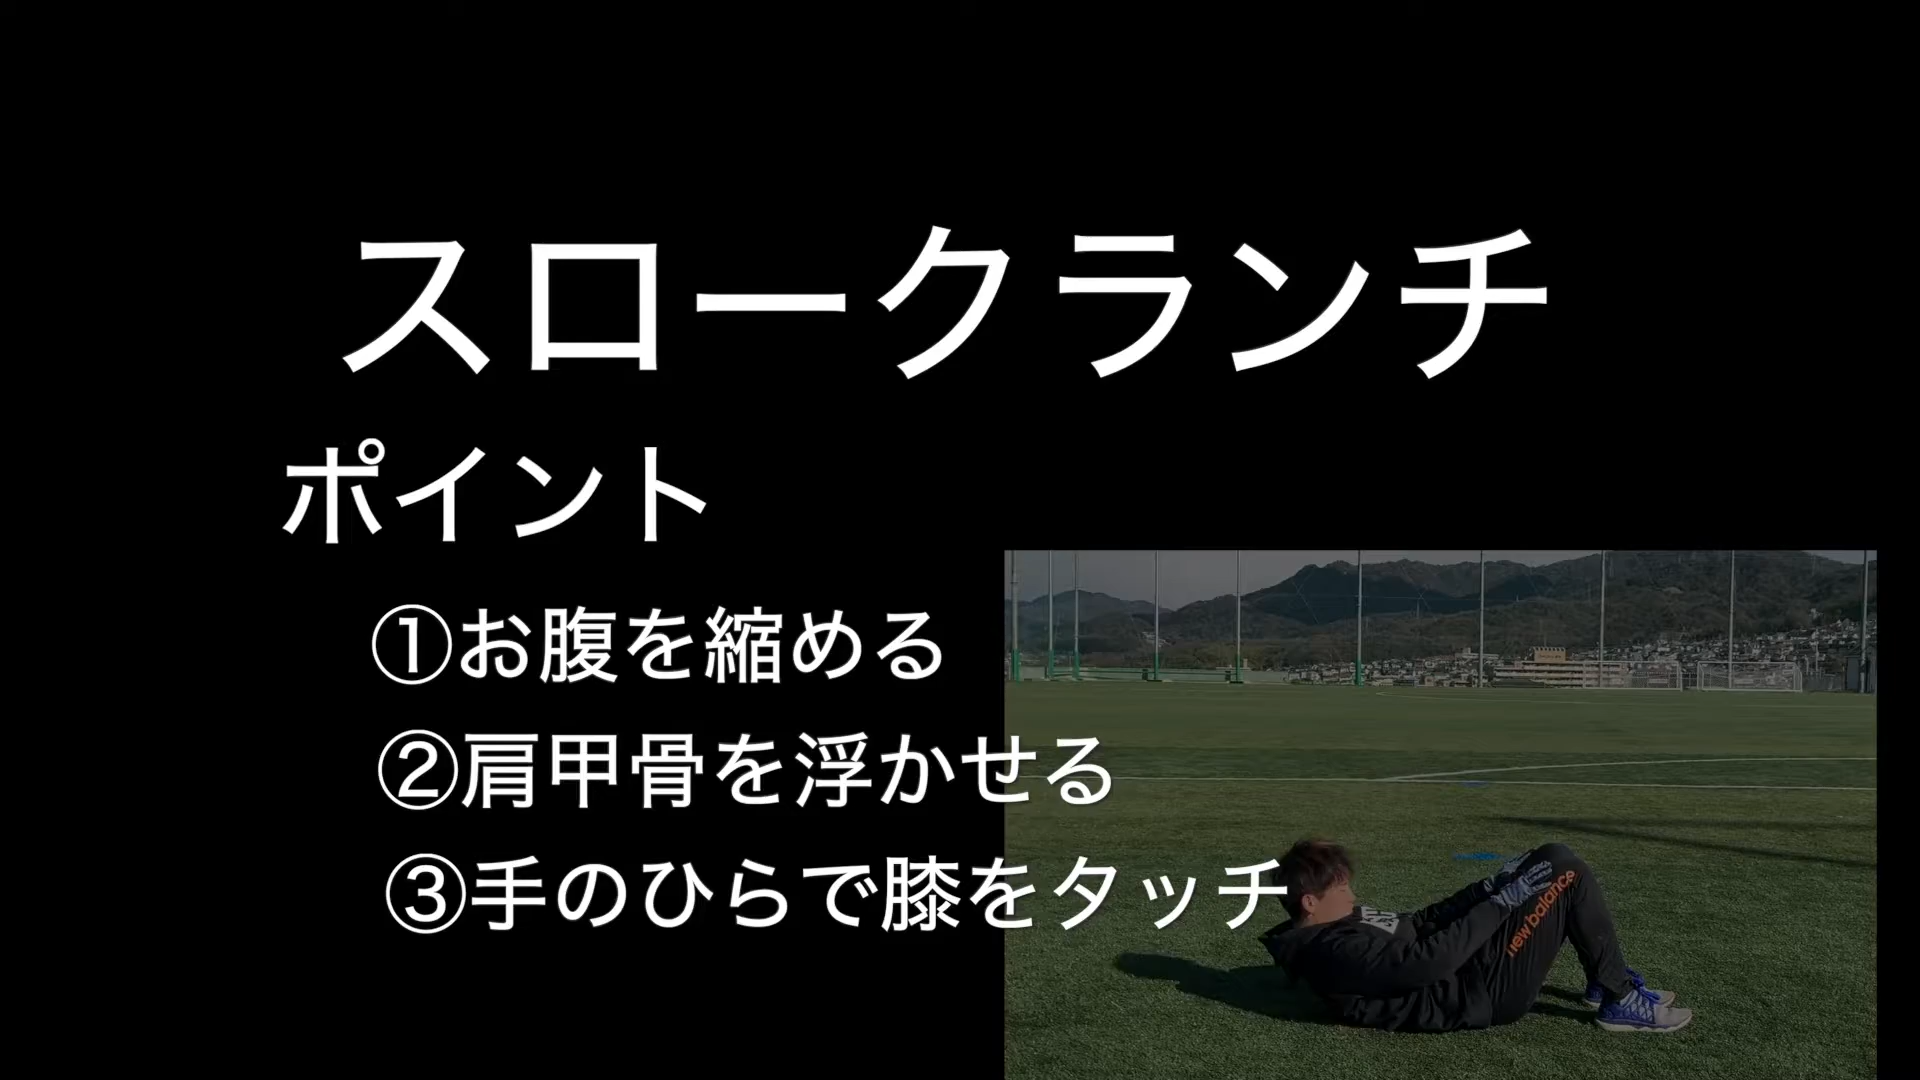 スロークランチ
ポイント
①お腹を縮める
②肩甲骨を浮かせる
③手のひらで膝をタッチ
new balance